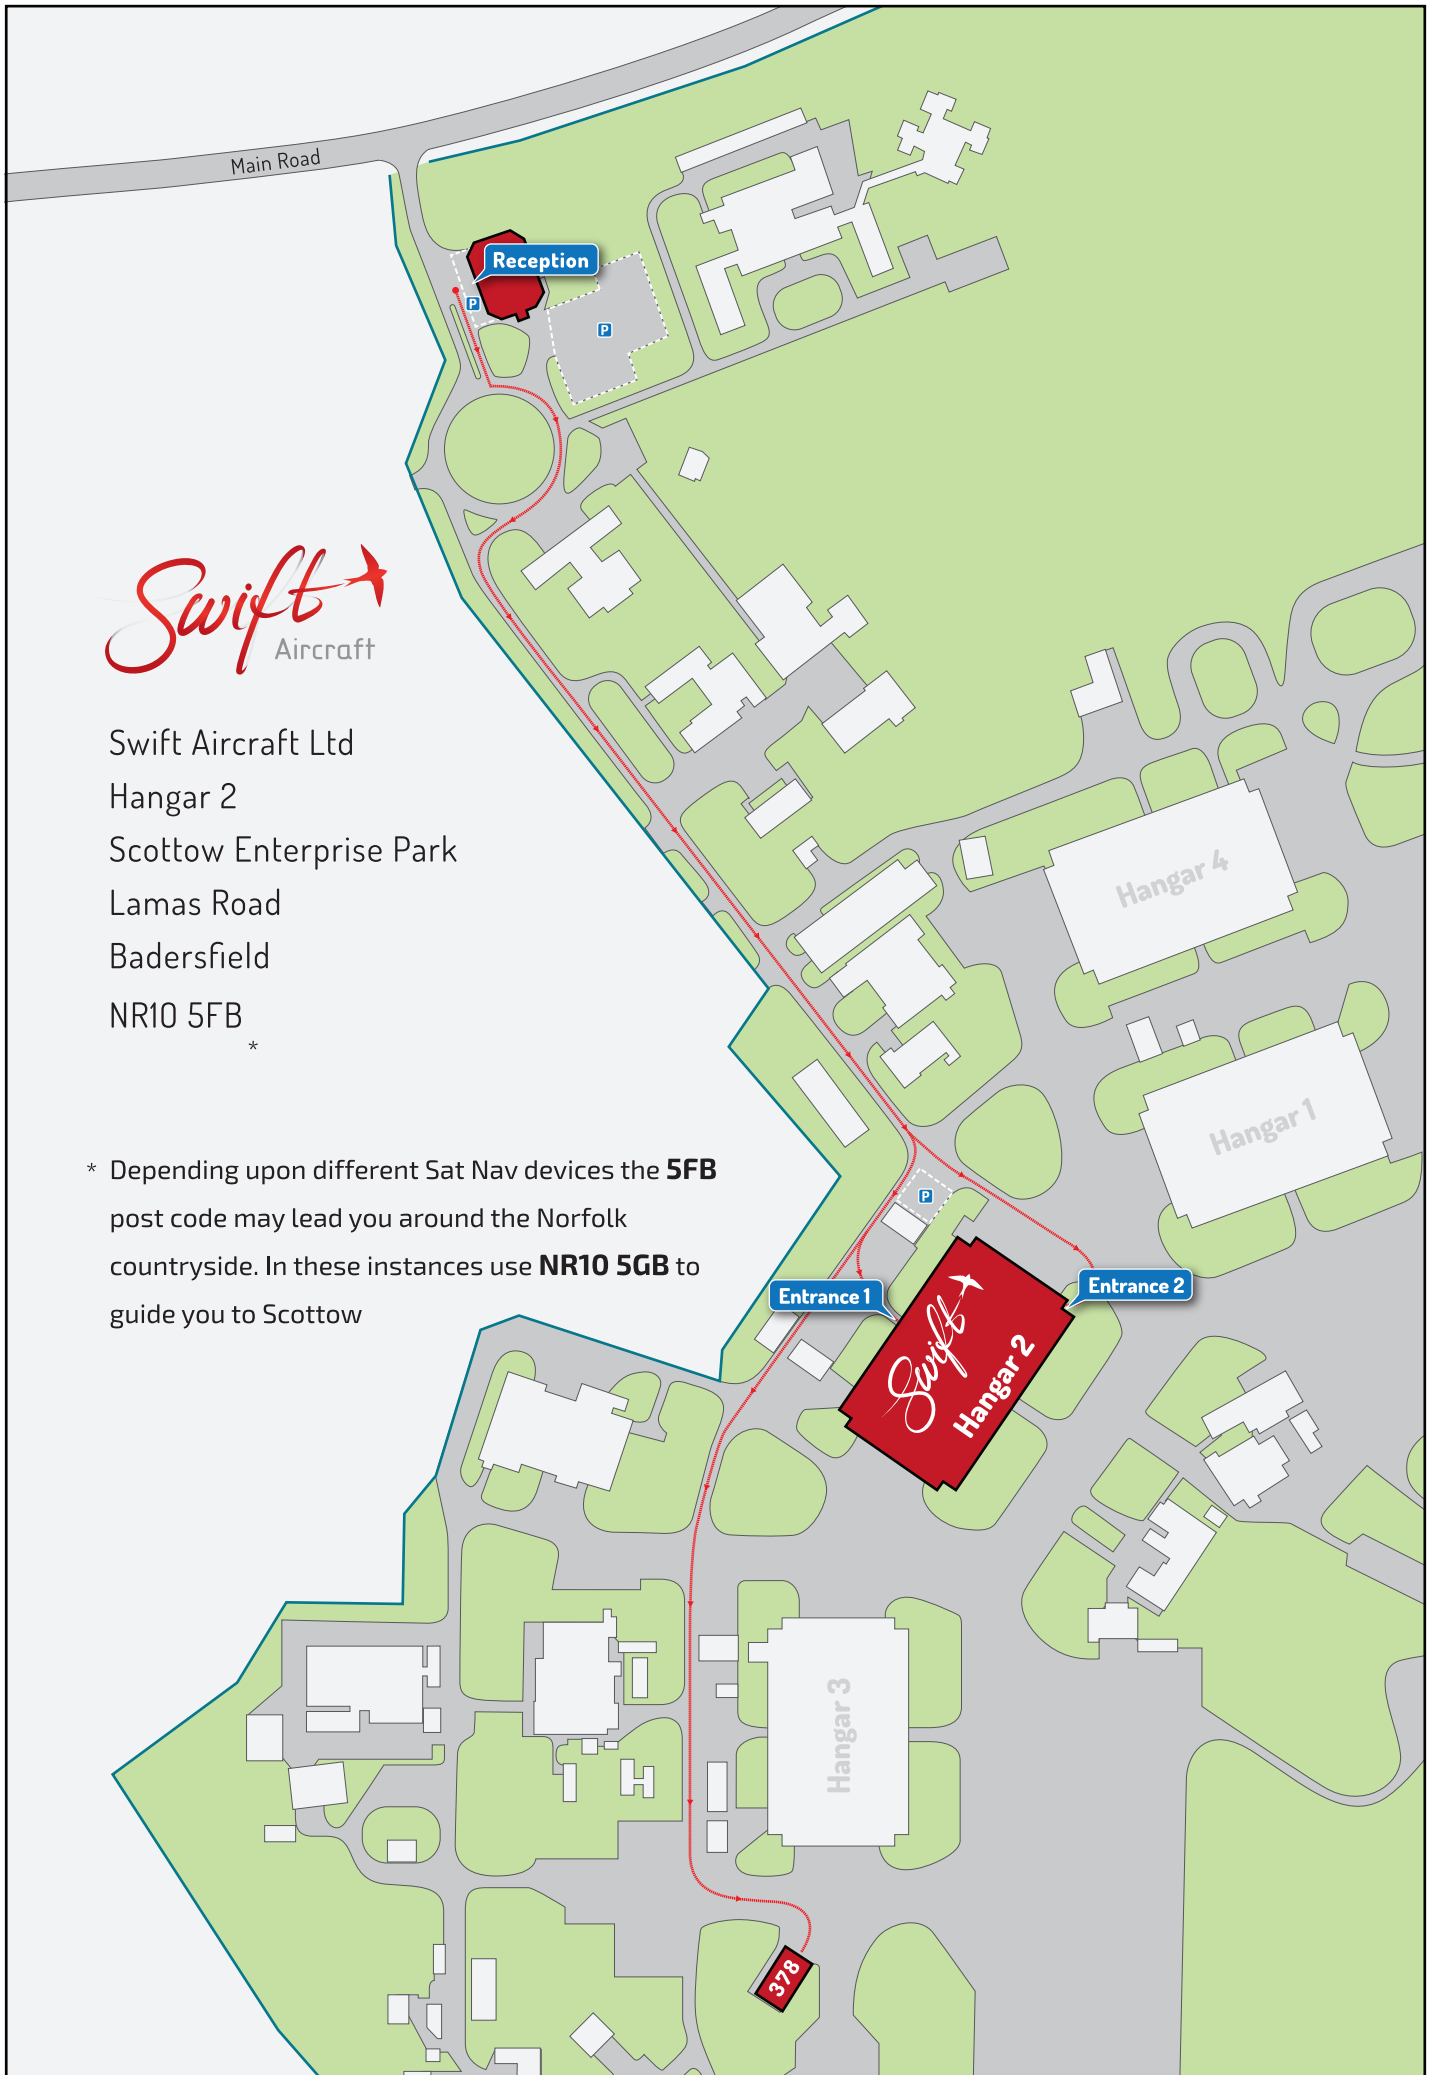 Main Road
Reception
P
P
Swift
Aircraft
Swift Aircraft Ltd
Hangar 2
Scottow Enterprise Park
Lamas Road
Badersfield
NR10 5FB
*
* Depending upon different Sat Nav devices the 5FB
post code may lead you around the Norfolk
countryside. In these instances use NR10 5GB to
guide you to Scottow
Hangar 4
Hangar 1
P
Entrance 1
Entrance 2
Swift
Hangar 2
Hangar 3
378